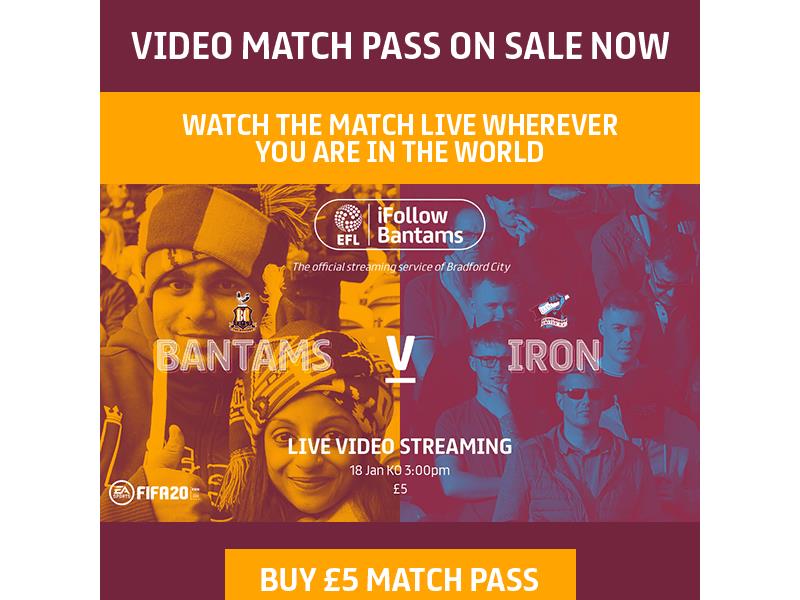 VIDEO MATCH PASS ON SALE NOW
WATCH THE MATCH LIVE WHEREVER
YOU ARE IN THE WORLD
EFL
iFollow
Bantams
The official streaming service of Bradford City
BANTAMS
V
IRON
LIVE VIDEO STREAMING
18 Jan KO 3:00pm
£5
EA SPORTS FIFA20
BUY £5 MATCH PASS